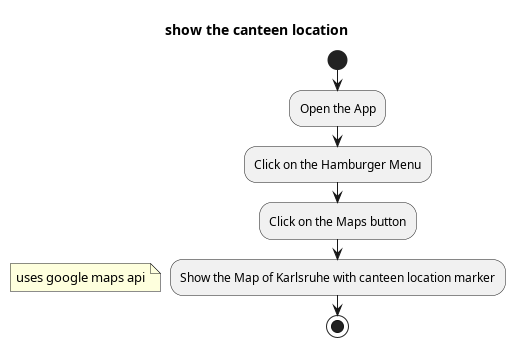 show the canteen location
Open the App
Click on the Hamburger Menu
Click on the Maps button
uses google maps api
Show the Map of Karlsruhe with canteen location marker